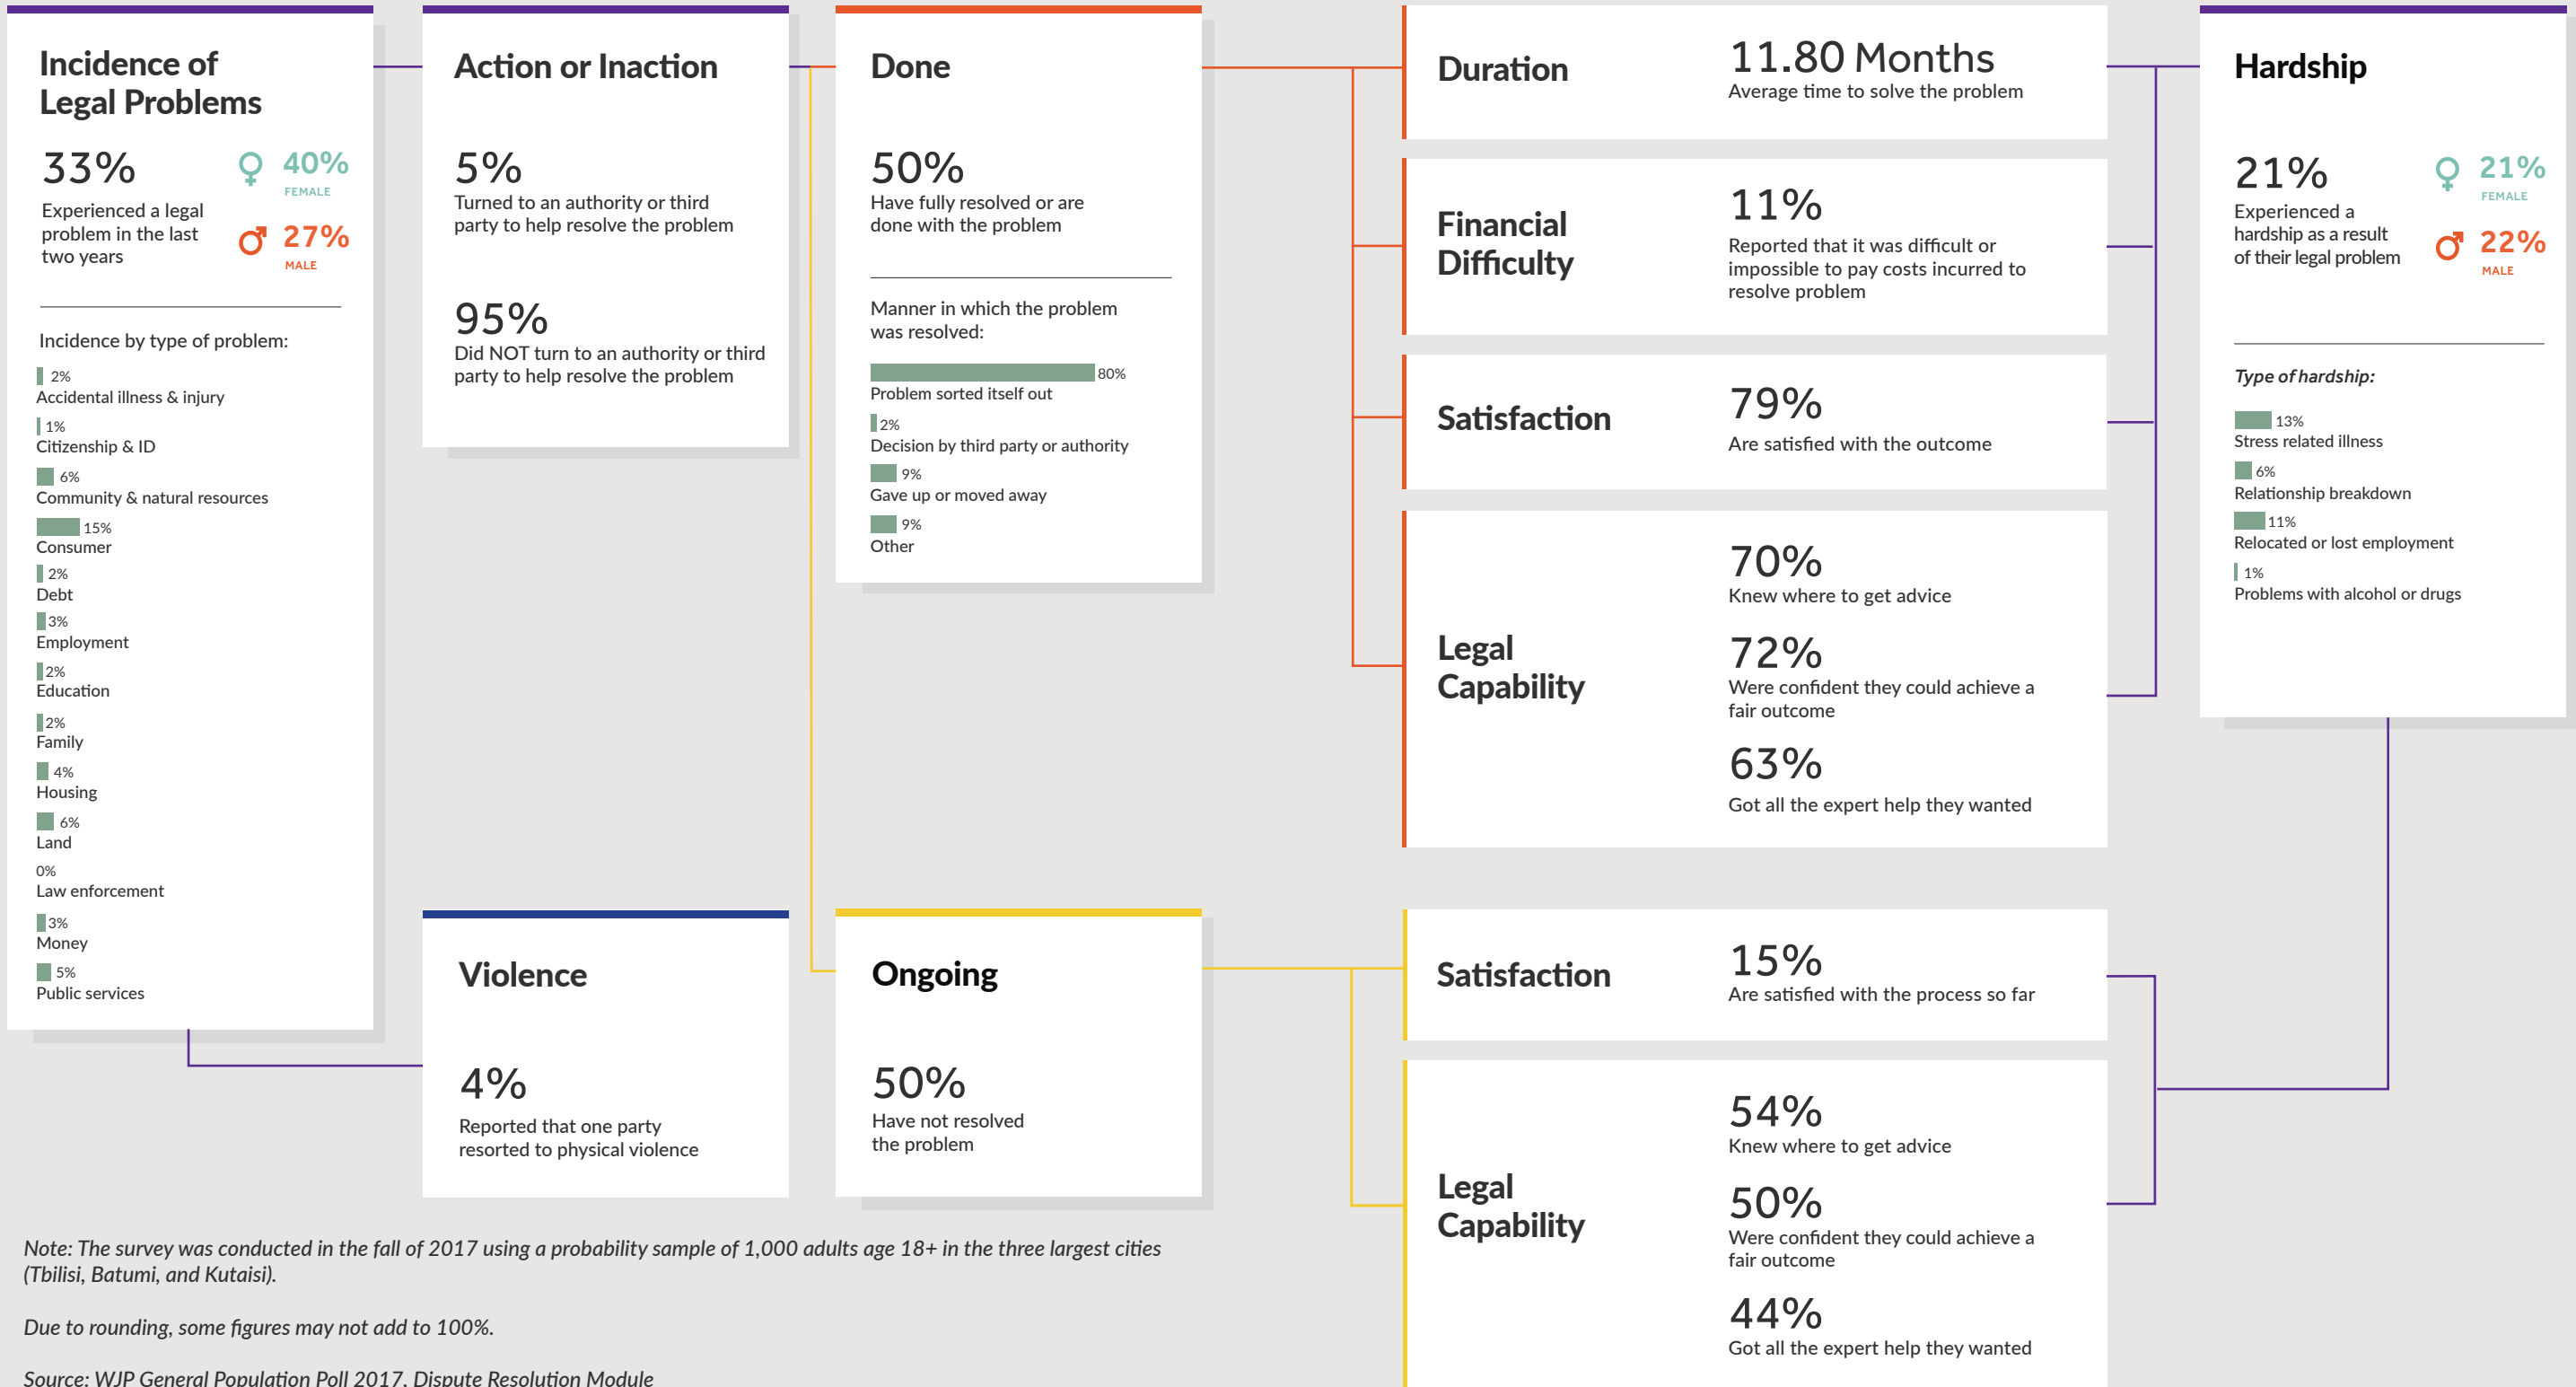 Incidence of
Legal Problems
33%
Experienced a legal
problem in the last
two years
40%
FEMALE
27%
MALE
Incidence by type of problem:
2%
Accidental illness & injury
1%
Citizenship & ID
6%
Community & natural resources
15%
Consumer
2%
Debt
3%
Employment
2%
Education
2%
Family
4%
Housing
6%
Land
0%
Law enforcement
3%
Money
5%
Public services
Action or Inaction
5%
Turned to an authority or third
party to help resolve the problem
95%
Did NOT turn to an authority or third
party to help resolve the problem
Violence
4%
Reported that one party
resorted to physical violence
Done
50%
Have fully resolved or are
done with the problem
Manner in which the problem
was resolved:
80%
Problem sorted itself out
2%
Decision by third party or authority
9%
Gave up or moved away
9%
Other
Ongoing
50%
Have not resolved
the problem
Duration
11.80 Months
Average time to solve the problem
Financial
Difficulty
11%
Reported that it was difficult or
impossible to pay costs incurred to
resolve problem
Satisfaction
79%
Are satisfied with the outcome
Legal
Capability
70%
Knew where to get advice
72%
Were confident they could achieve a
fair outcome
63%
Got all the expert help they wanted
Satisfaction
15%
Are satisfied with the process so far
Legal
Capability
54%
Knew where to get advice
50%
Were confident they could achieve a
fair outcome
44%
Got all the expert help they wanted
Hardship
21%
Experienced a
hardship as a result
of their legal problem
21%
FEMALE
22%
MALE
Type of hardship:
13%
Stress related illness
6%
Relationship breakdown
11%
Relocated or lost employment
1%
Problems with alcohol or drugs
Note: The survey was conducted in the fall of 2017 using a probability sample of 1,000 adults age 18+ in the three largest cities
(Tbilisi, Batumi, and Kutaisi).
Due to rounding, some figures may not add to 100%.
Source: WJP General Population Poll 2017, Dispute Resolution Module